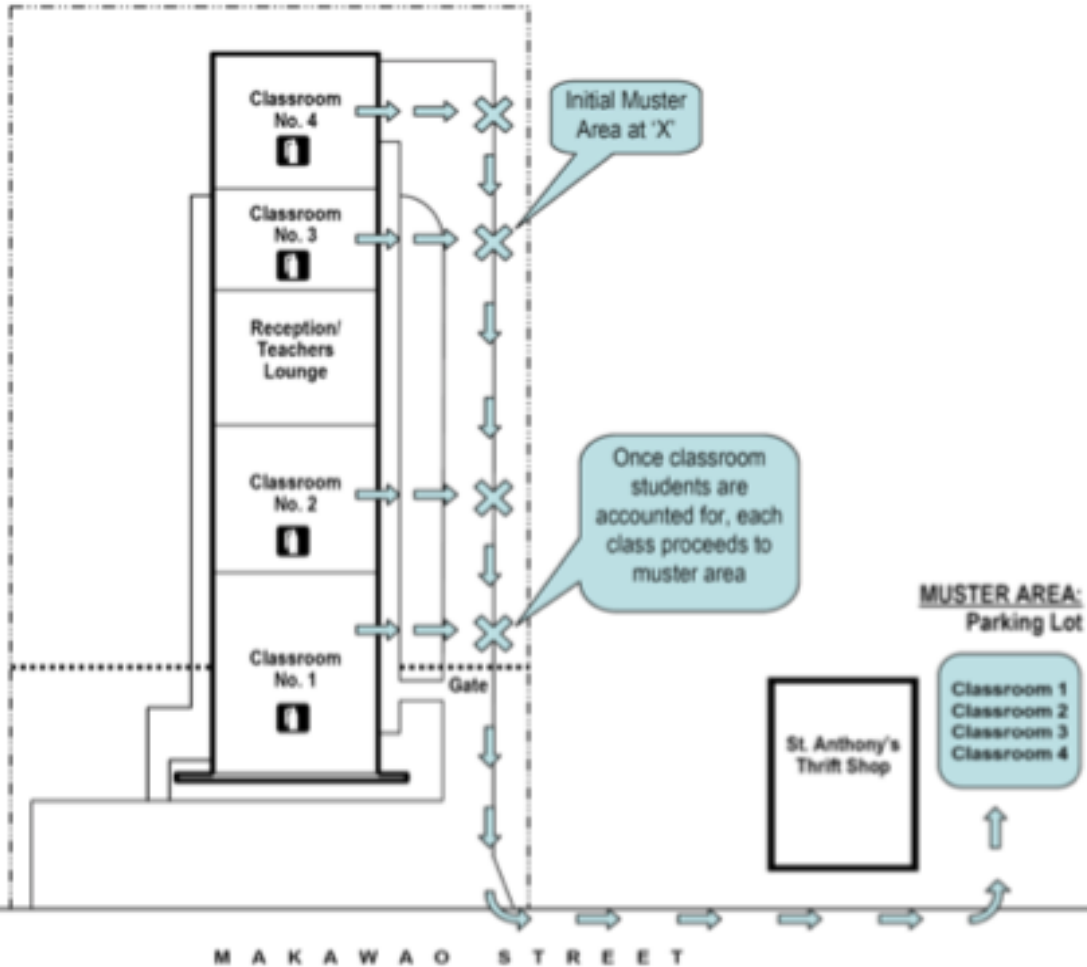 Classroom
No. 4
Initial Muster
Area at 'X'
Classroom
No. 3
Reception/
Teachers
Lounge
Classroom
No. 2
Once classroom
students are
accounted for, each
class proceeds to
muster area
Classroom
No. 1
Gate
MUSTER AREA:
Parking Lot
Classroom 1
Classroom 2
Classroom 3
Classroom 4
St. Anthony's
Thrift Shop
MAKAWAO STREET